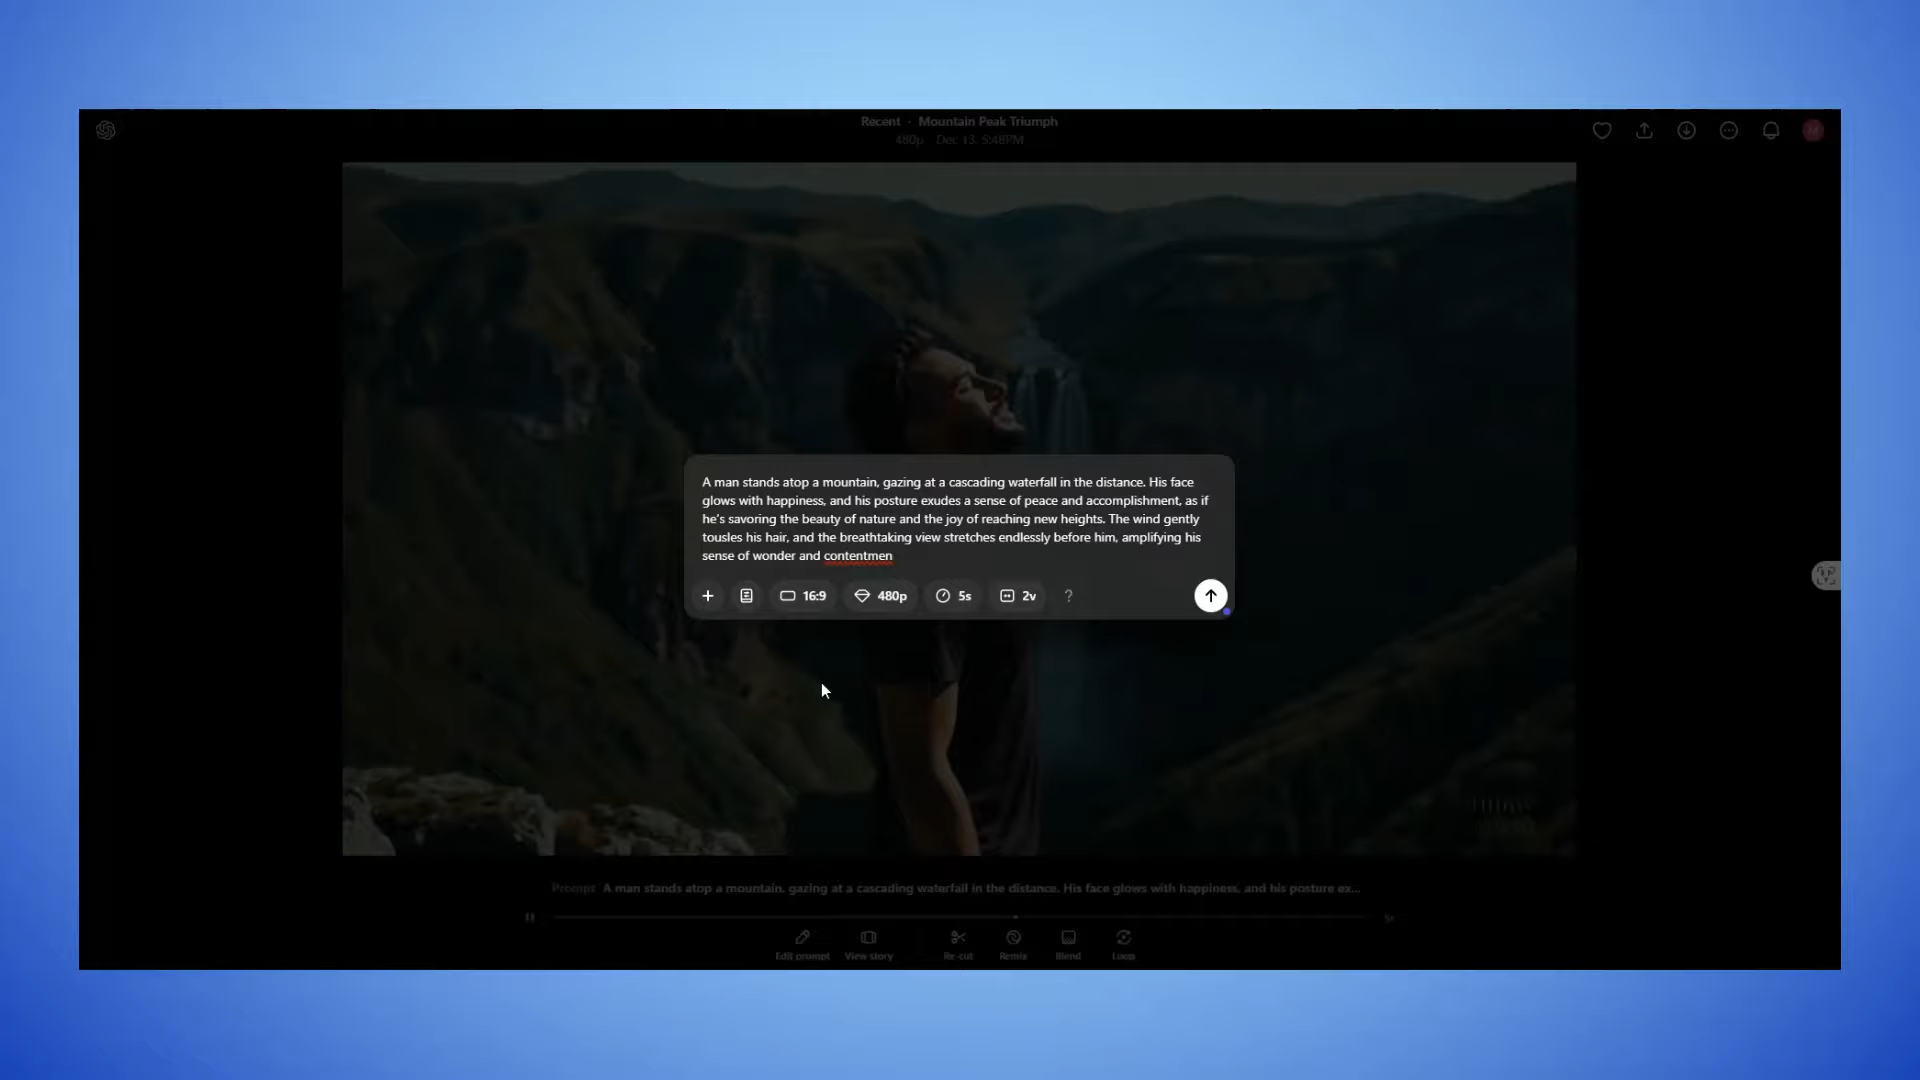 Recent · Mountain Peak Triumph
480p Dec 13, 5:48PM
M
A man stands atop a mountain, gazing at a cascading waterfall in the distance. His face
glows with happiness, and his posture exudes a sense of peace and accomplishment, as if
he's savoring the beauty of nature and the joy of reaching new heights. The wind gently
tousles his hair, and the breathtaking view stretches endlessly before him, amplifying his
sense of wonder and contentmen
16:9 480p 5s 2v ?
Prompt A man stands atop a mountain, gazing at a cascading waterfall in the distance. His face glows with happiness, and his posture ex...
Edit prompt View story Re-cut Remix Blend Loop